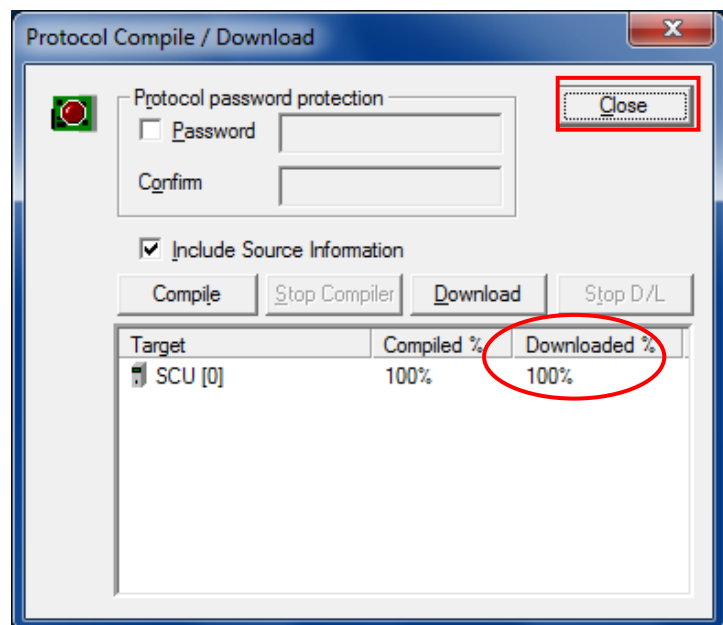 Protocol Compile / Download
Protocol password protection
Close
Password
Confirm
Include Source Information
Compile Stop Compiler Download Stop D/L
Target Compiled % Downloaded %
SCU [0] 100% 100%